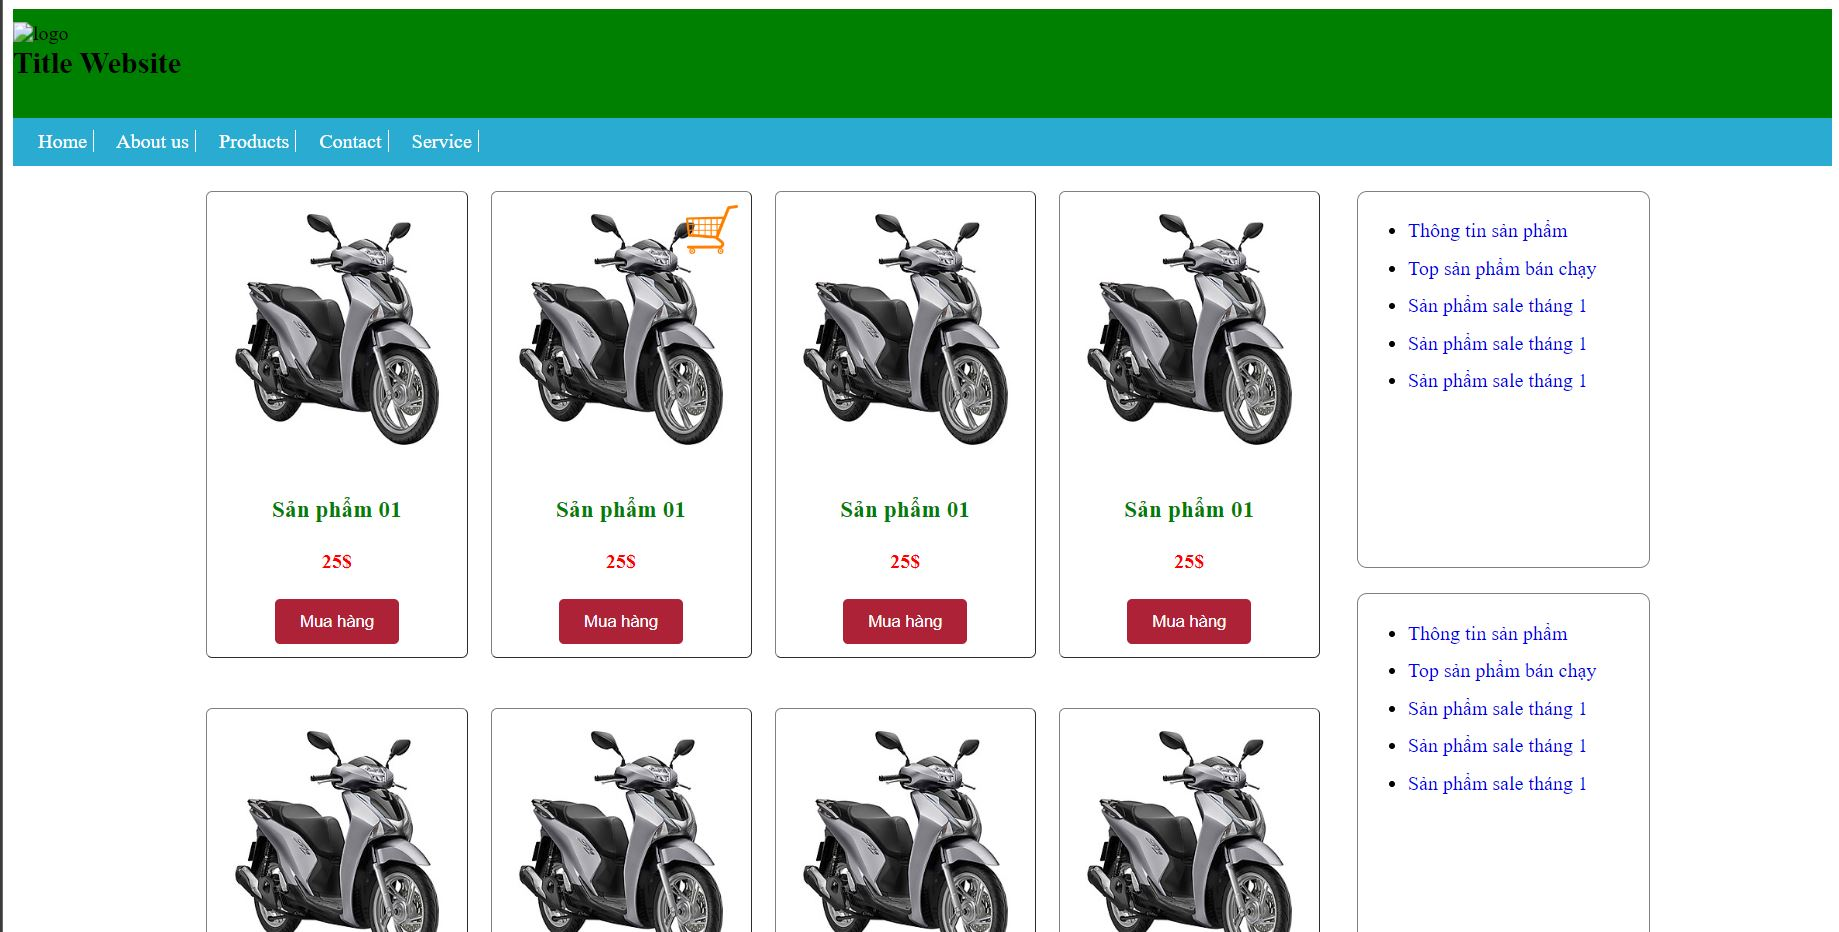 logo
Title Website
Home
About us
Products
Contact
Service
Sản phẩm 01
25$
Mua hàng
Sản phẩm 01
25$
Mua hàng
Sản phẩm 01
25$
Mua hàng
Sản phẩm 01
25$
Mua hàng
Thông tin sản phẩm
Top sản phẩm bán chạy
Sản phẩm sale tháng 1
Sản phẩm sale tháng 1
Sản phẩm sale tháng 1
Thông tin sản phẩm
Top sản phẩm bán chạy
Sản phẩm sale tháng 1
Sản phẩm sale tháng 1
Sản phẩm sale tháng 1